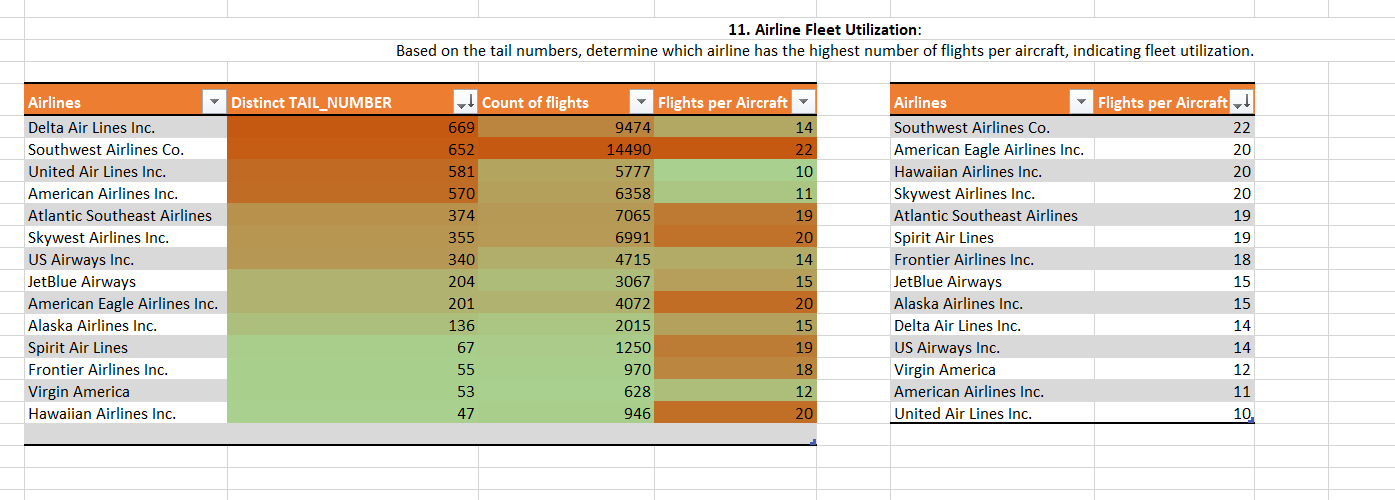 11. Airline Fleet Utilization:
Based on the tail numbers, determine which airline has the highest number of flights per aircraft, indicating fleet utilization.
Airlines Distinct TAIL_NUMBER Count of flights Flights per Aircraft
Delta Air Lines Inc. 669 9474 14
Southwest Airlines Co. 652 14490 22
United Air Lines Inc. 581 5777 10
American Airlines Inc. 570 6358 11
Atlantic Southeast Airlines 374 7065 19
Skywest Airlines Inc. 355 6991 20
US Airways Inc. 340 4715 14
JetBlue Airways 204 3067 15
American Eagle Airlines Inc. 201 4072 20
Alaska Airlines Inc. 136 2015 15
Spirit Air Lines 67 1250 19
Frontier Airlines Inc. 55 970 18
Virgin America 53 628 12
Hawaiian Airlines Inc. 47 946 20
Airlines Flights per Aircraft
Southwest Airlines Co. 22
American Eagle Airlines Inc. 20
Hawaiian Airlines Inc. 20
Skywest Airlines Inc. 20
Atlantic Southeast Airlines 19
Spirit Air Lines 19
Frontier Airlines Inc. 18
JetBlue Airways 15
Alaska Airlines Inc. 15
Delta Air Lines Inc. 14
US Airways Inc. 14
Virgin America 12
American Airlines Inc. 11
United Air Lines Inc. 10